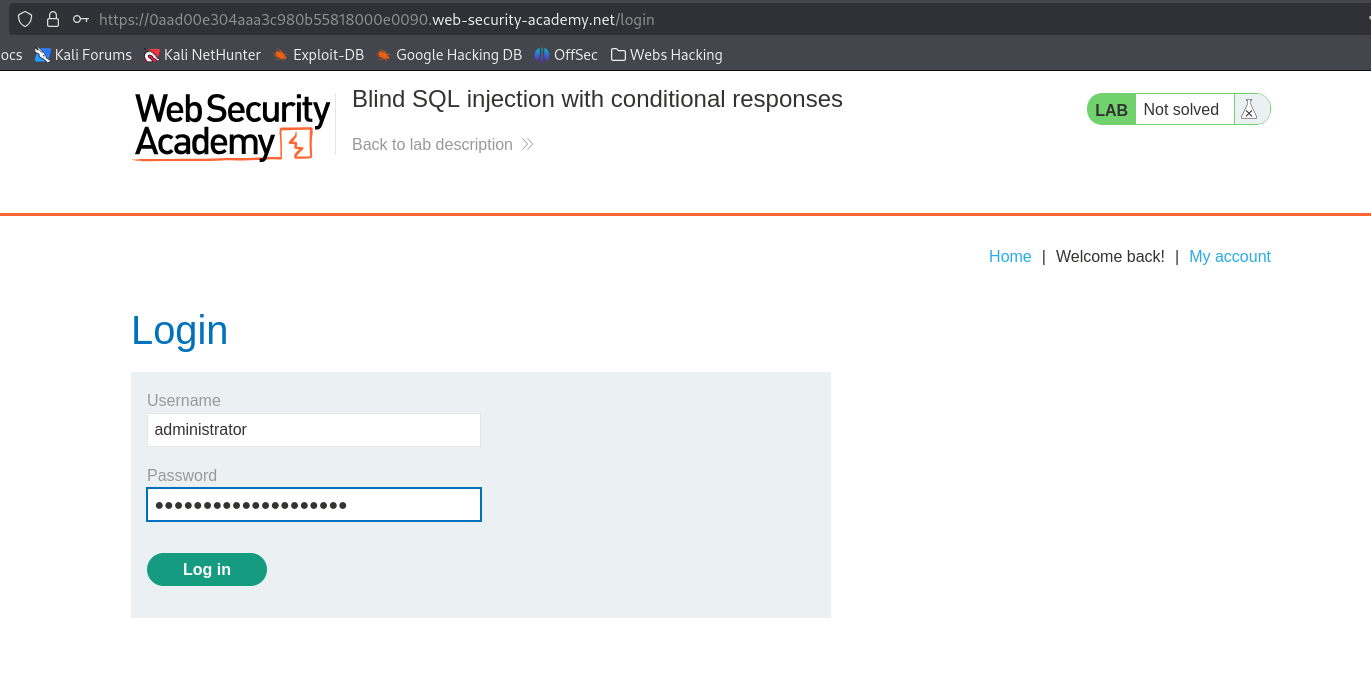 https://0aad00e304aaa3c980b55818000e0090.web-security-academy.net/login
ocs Kali Forums Kali NetHunter Exploit-DB Google Hacking DB OffSec Webs Hacking
Web Security
Academy
Blind SQL injection with conditional responses
Back to lab description
LAB Not solved
Home | Welcome back! | My account
Login
Username
administrator
Password
••••••••••••••••••••
Log in